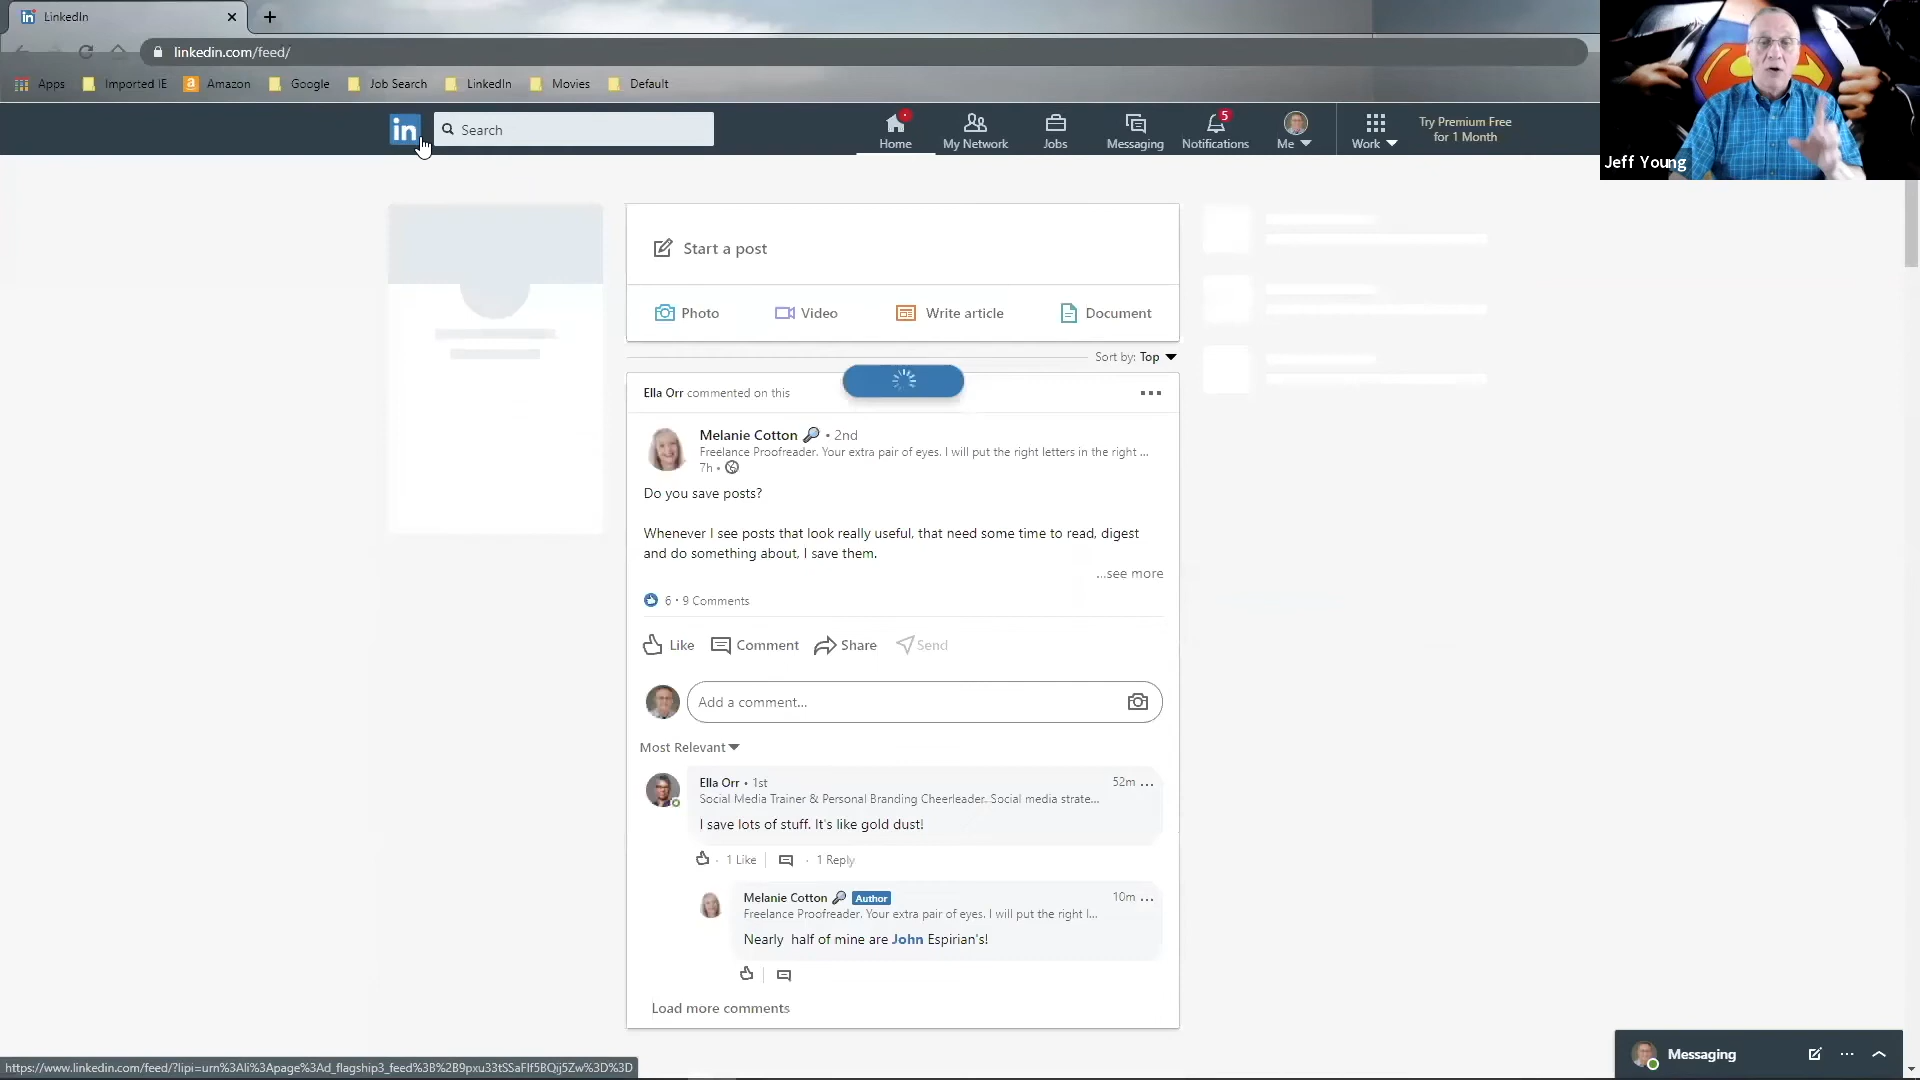 LinkedIn
linkedin.com/feed/
Apps Imported IE Amazon Google Job Search LinkedIn Movies Default
in Search
Home My Network Jobs Messaging 5 Notifications Me Work
Try Premium Free
for 1 Month
Jeff Young
Start a post
Photo Video Write article Document
Sort by: Top
Ella Orr commented on this
Melanie Cotton • 2nd
Freelance Proofreader. Your extra pair of eyes. I will put the right letters in the right ...
7h •
Do you save posts?
Whenever I see posts that look really useful, that need some time to read, digest
and do something about, I save them.
...see more
6 • 9 Comments
Like Comment Share Send
Add a comment...
Most Relevant
Ella Orr • 1st 52m ...
Social Media Trainer & Personal Branding Cheerleader. Social media strate...
I save lots of stuff. It's like gold dust!
· 1 Like · 1 Reply
Melanie Cotton Author 10m ...
Freelance Proofreader. Your extra pair of eyes. I will put the right l...
Nearly half of mine are John Espirian's!
Load more comments
Messaging